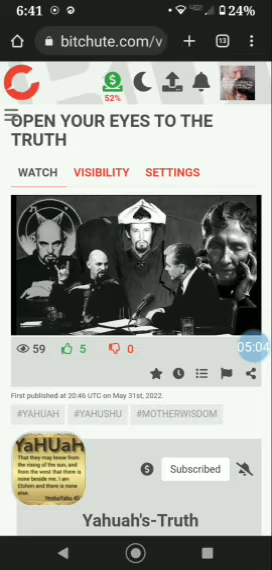 6:41
24%
bitchute.com/v
13
52%
OPEN YOUR EYES TO THE
TRUTH
WATCH
VISIBILITY
SETTINGS
59
5
0
05:04
First published at 20:46 UTC on May 31st, 2022.
#YAHUAH
#YAHUSHU
#MOTHERWISDOM
YaHUaH
That they may know from
the rising of the sun, and
from the west that there is
none beside me. I am
Elohim and there is none
else.
Subscribed
Yahuah's-Truth